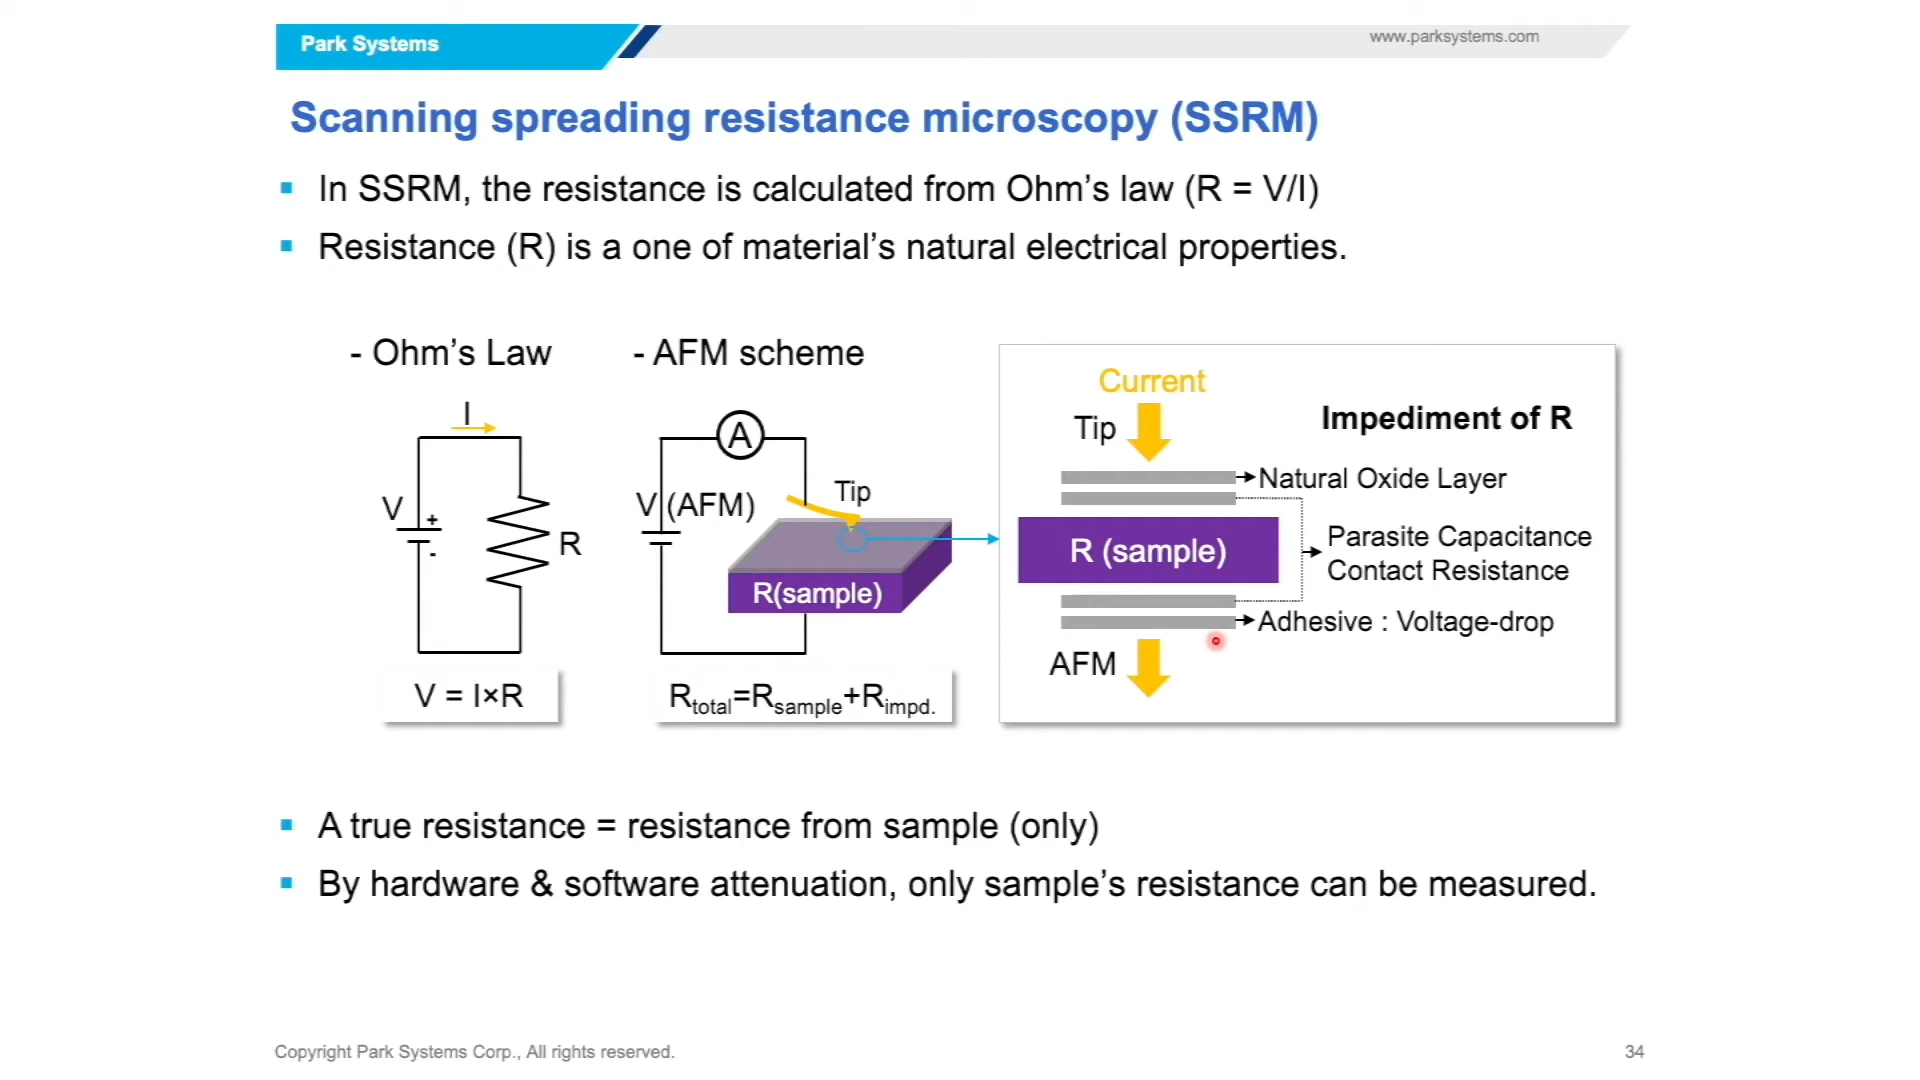 Park Systems
www.parksystems.com
Scanning spreading resistance microscopy (SSRM)
In SSRM, the resistance is calculated from Ohm's law (R = V/I)
Resistance (R) is a one of material's natural electrical properties.
- Ohm's Law
- AFM scheme
I
V
+
-
R
V = I×R
A
V (AFM)
Tip
R(sample)
Rtotal=Rsample+Rimpd.
Current
Tip
Impediment of R
Natural Oxide Layer
R (sample)
Parasite Capacitance
Contact Resistance
Adhesive : Voltage-drop
AFM
A true resistance = resistance from sample (only)
By hardware & software attenuation, only sample's resistance can be measured.
Copyright Park Systems Corp., All rights reserved.
34